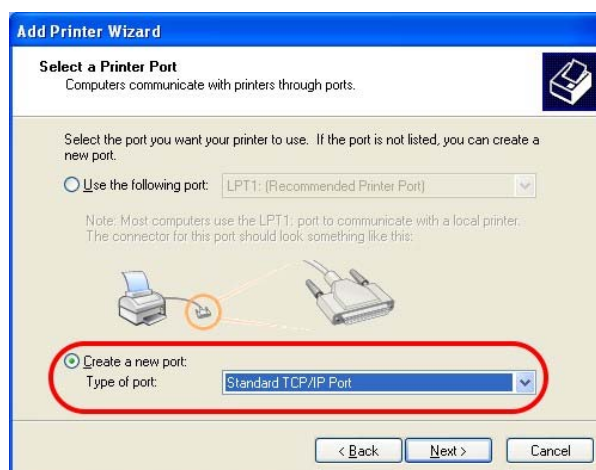 Add Printer Wizard
Select a Printer Port
Computers communicate with printers through ports.
Select the port you want your printer to use. If the port is not listed, you can create a
new port.
Use the following port: LPT1: (Recommended Printer Port)
Note: Most computers use the LPT1: port to communicate with a local printer.
The connector for this port should look something like this:
Create a new port:
Type of port: Standard TCP/IP Port
< Back Next > Cancel